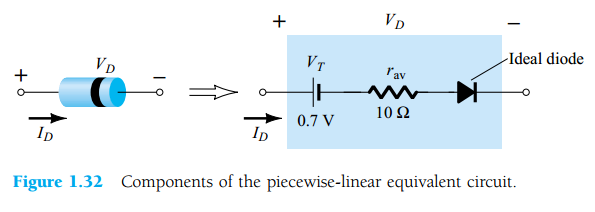 + V_D −
V_D
+ −
I_D
V_T
r_av
Ideal diode
0.7 V
10 Ω
I_D
Figure 1.32 Components of the piecewise-linear equivalent circuit.